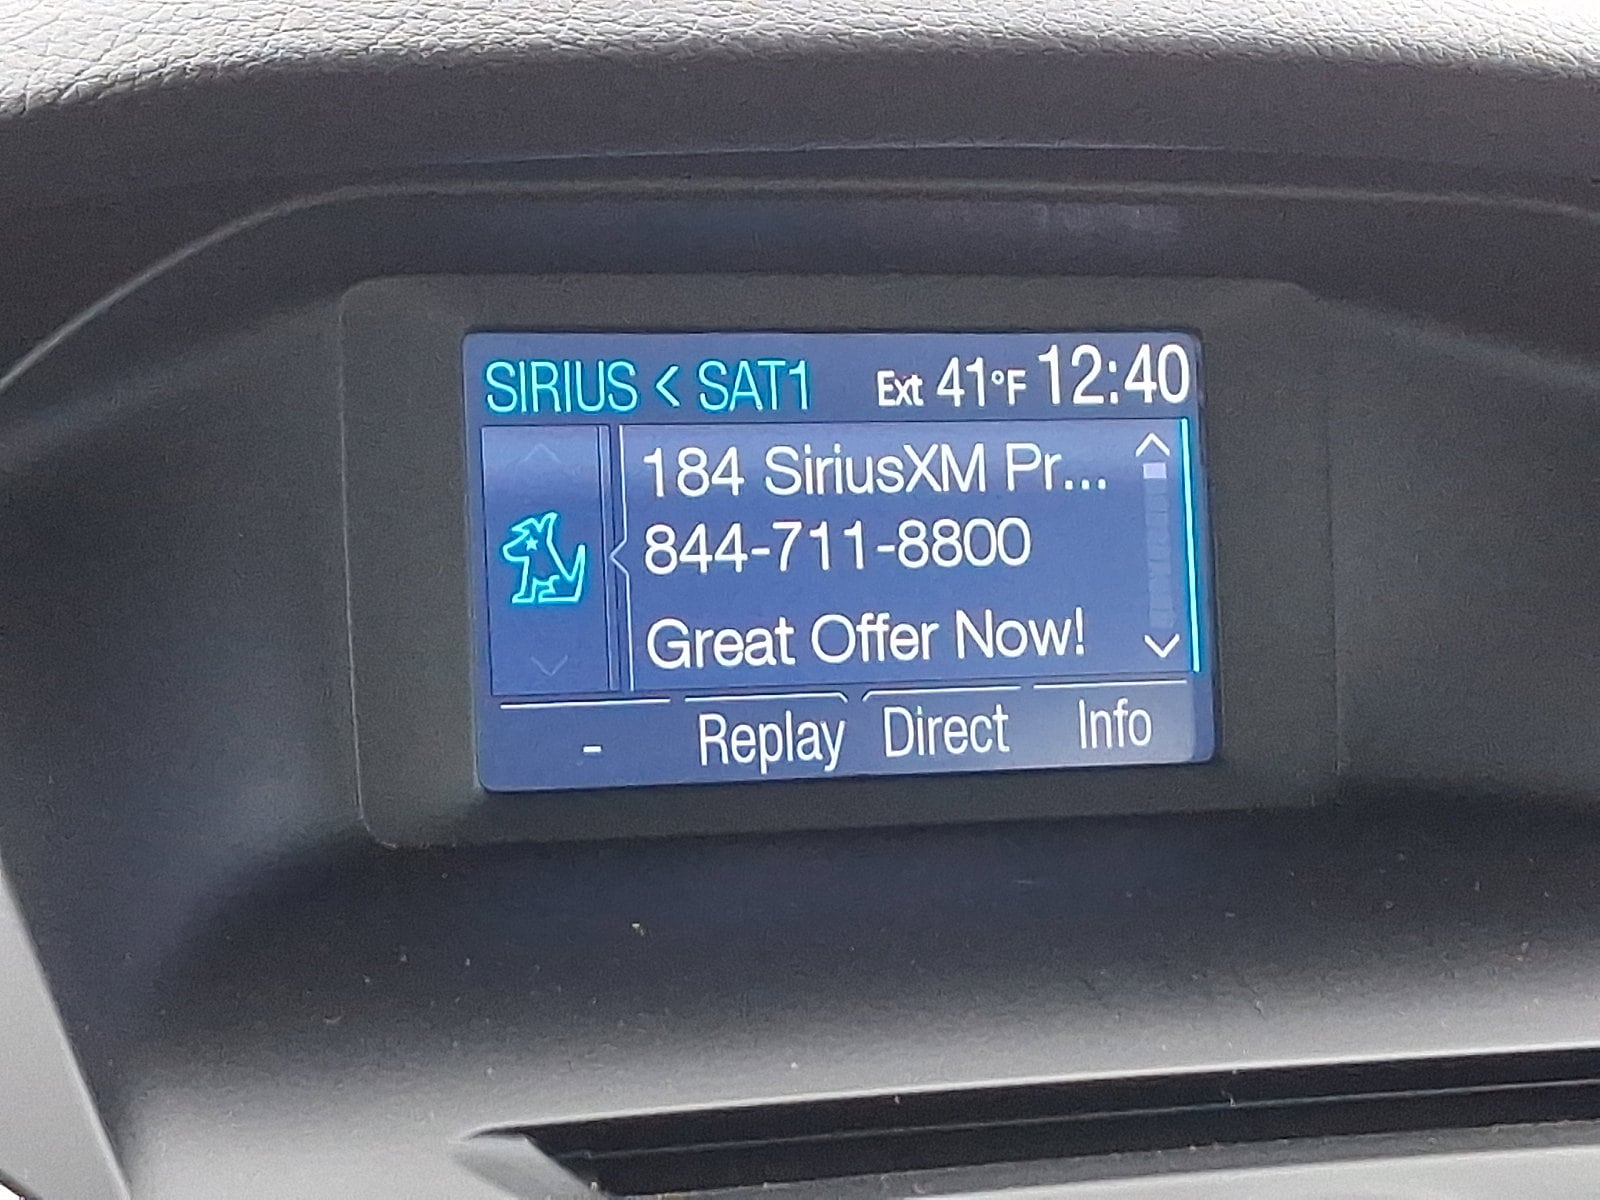 SIRIUS < SAT1 Ext 41°F 12:40
184 SiriusXM Pr...
844-711-8800
Great Offer Now!
- Replay Direct Info